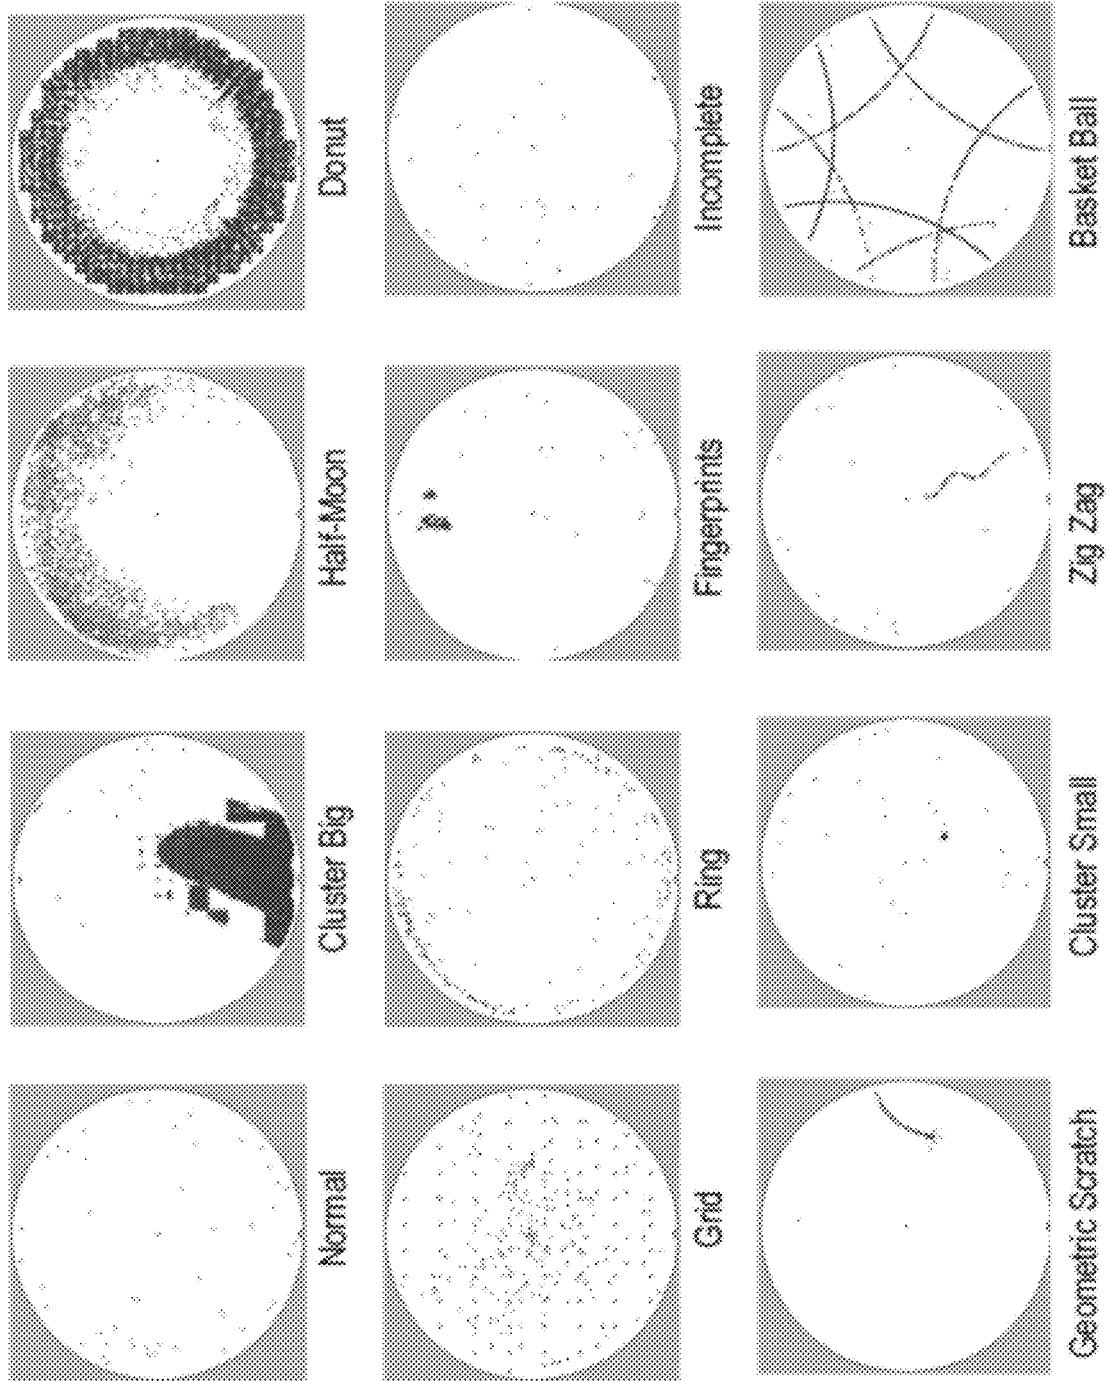 Normal
Cluster Big
Half-Moon
Donut
Grid
Ring
Fingerprints
Incomplete
Geometric Scratch
Cluster Small
Zig Zag
Basket Ball